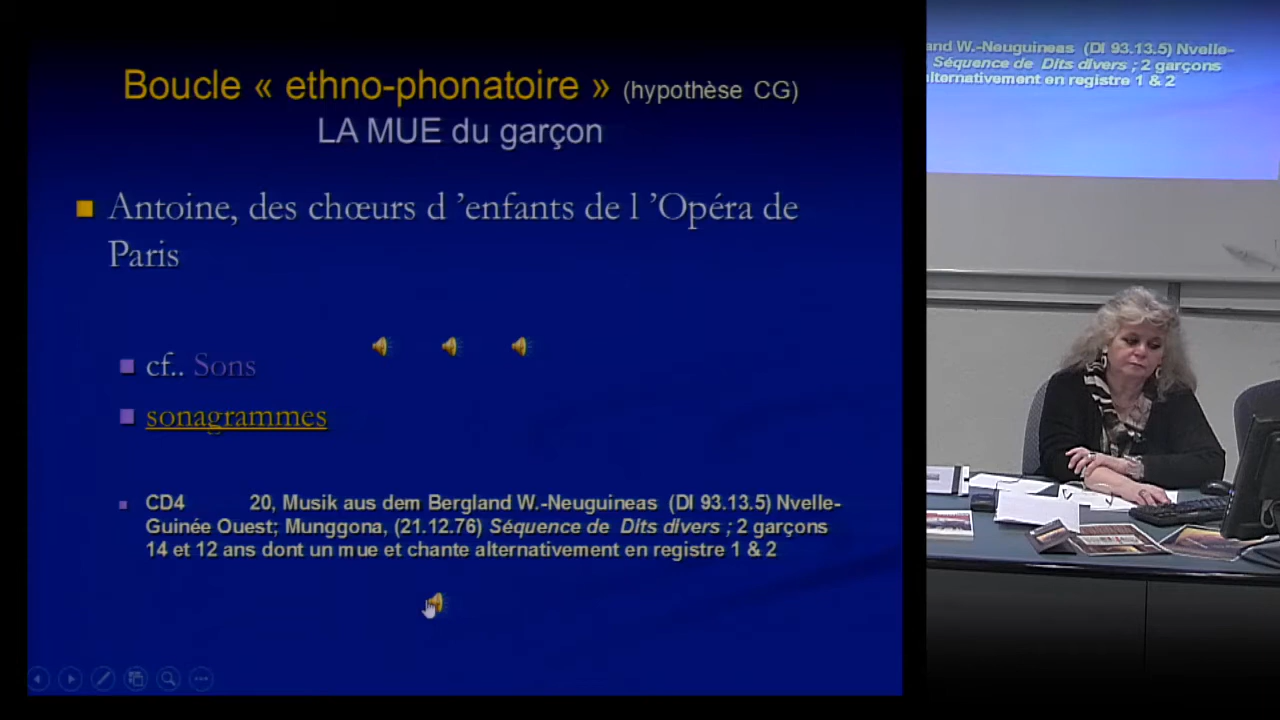 Boucle « ethno-phonatoire » (hypothèse CG)
LA MUE du garçon
Antoine, des chœurs d ’enfants de l ’Opéra de
Paris
cf.. Sons
sonagrammes
CD4 20, Musik aus dem Bergland W.-Neuguineas (DI 93.13.5) Nvelle-
Guinée Ouest; Munggona, (21.12.76) Séquence de Dits divers ; 2 garçons
14 et 12 ans dont un mue et chante alternativement en registre 1 & 2
and W.-Neuguineas (DI 93.13.5) Nvelle-
Séquence de Dits divers ; 2 garçons
alternativement en registre 1 & 2